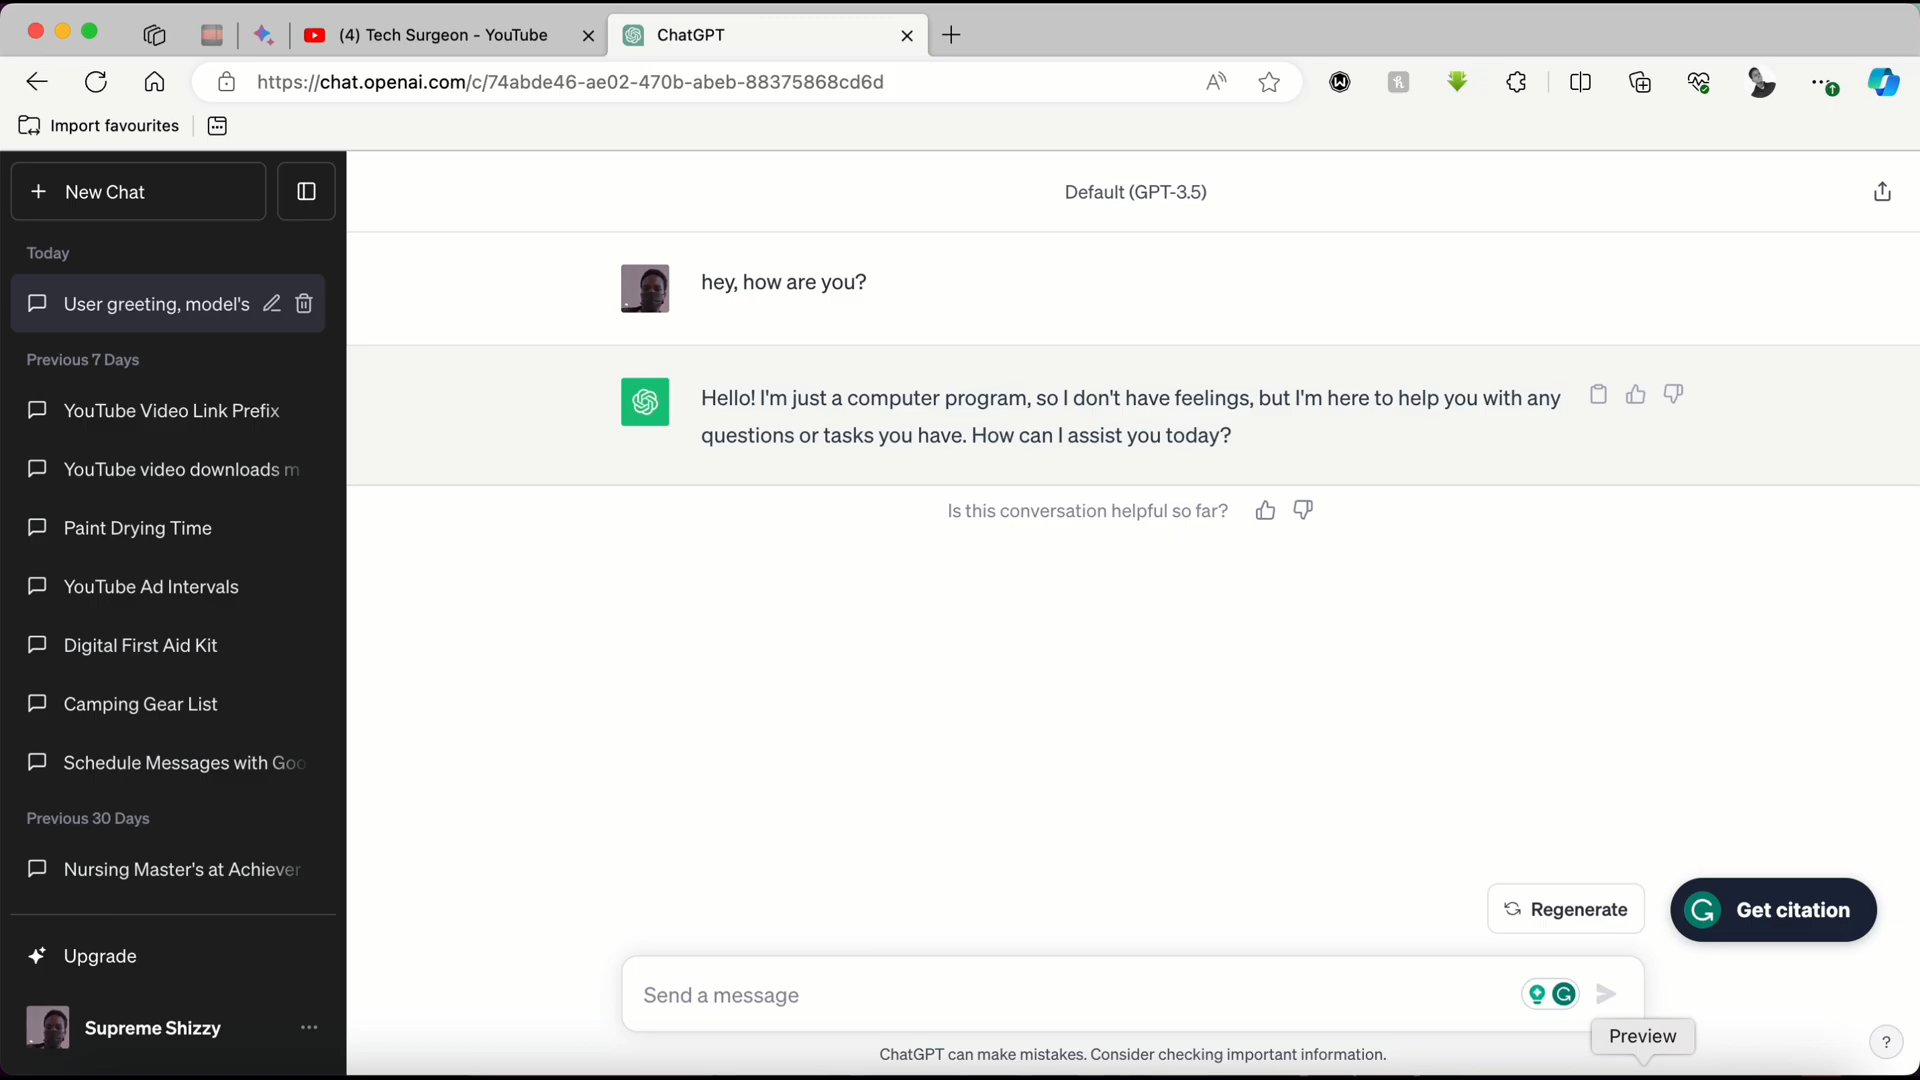 (4) Tech Surgeon - YouTube
ChatGPT
https://chat.openai.com/c/74abde46-ae02-470b-abeb-88375868cd6d
Import favourites
New Chat
Default (GPT-3.5)
Today
User greeting, model's
hey, how are you?
Previous 7 Days
YouTube Video Link Prefix
Hello! I'm just a computer program, so I don't have feelings, but I'm here to help you with any
questions or tasks you have. How can I assist you today?
YouTube video downloads m
Is this conversation helpful so far?
Paint Drying Time
YouTube Ad Intervals
Digital First Aid Kit
Camping Gear List
Schedule Messages with Goo
Previous 30 Days
Nursing Master's at Achiever
Regenerate
Get citation
Upgrade
Send a message
Supreme Shizzy
Preview
ChatGPT can make mistakes. Consider checking important information.
?